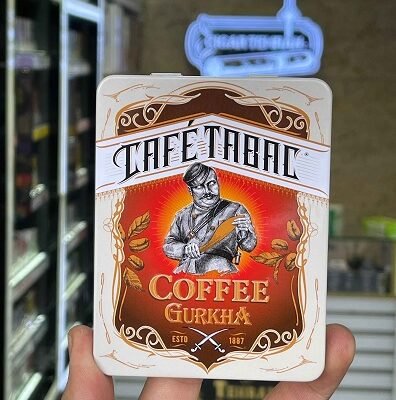 CAFÉ TABAC
COFFEE
GURKHA
ESTD 1887